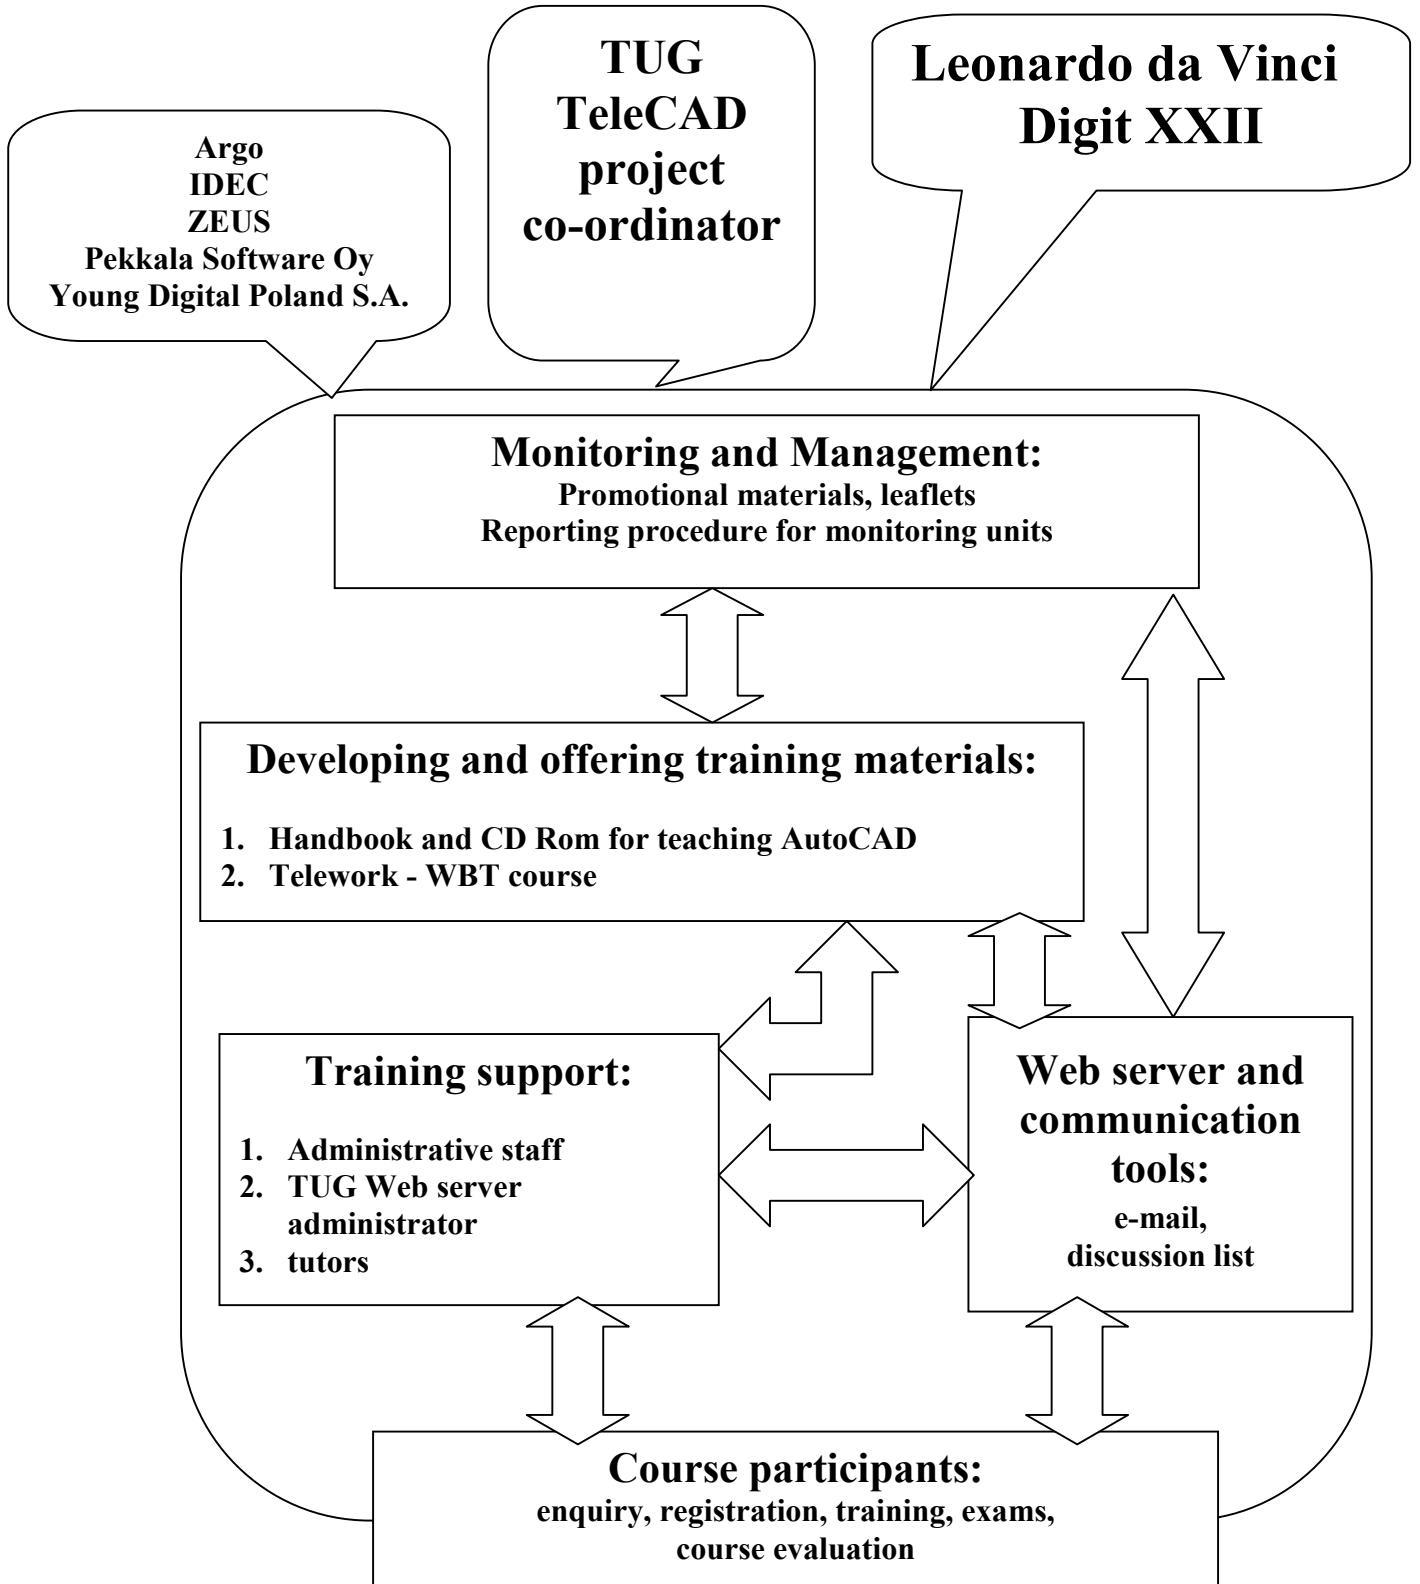 Argo
IDEC
ZEUS
Pekkala Software Oy
Young Digital Poland S.A.
TUG
TeleCAD
project
co-ordinator
Leonardo da Vinci
Digit XXII
Monitoring and Management:
Promotional materials, leaflets
Reporting procedure for monitoring units
Developing and offering training materials:
1. Handbook and CD Rom for teaching AutoCAD
2. Telework - WBT course
Training support:
1. Administrative staff
2. TUG Web server
administrator
3. tutors
Web server and
communication
tools:
e-mail,
discussion list
Course participants:
enquiry, registration, training, exams,
course evaluation